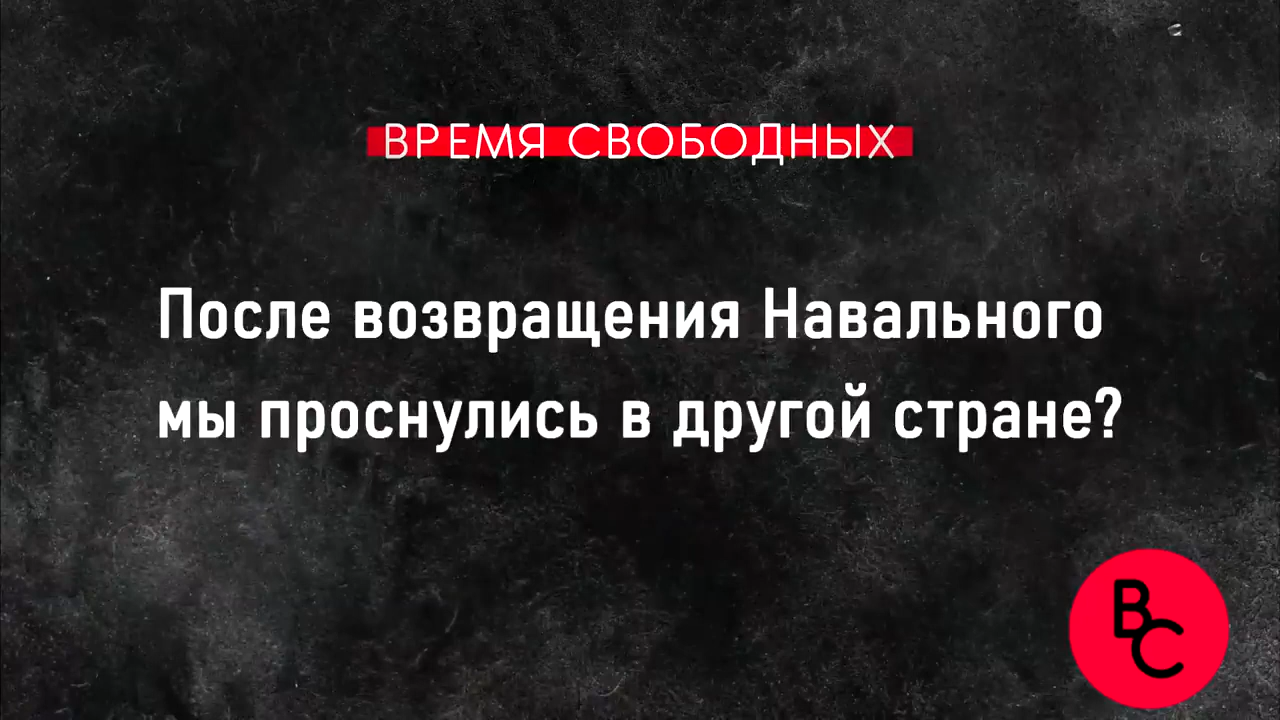 ВРЕМЯ СВОБОДНЫХ
После возвращения Навального
мы проснулись в другой стране?
ВС